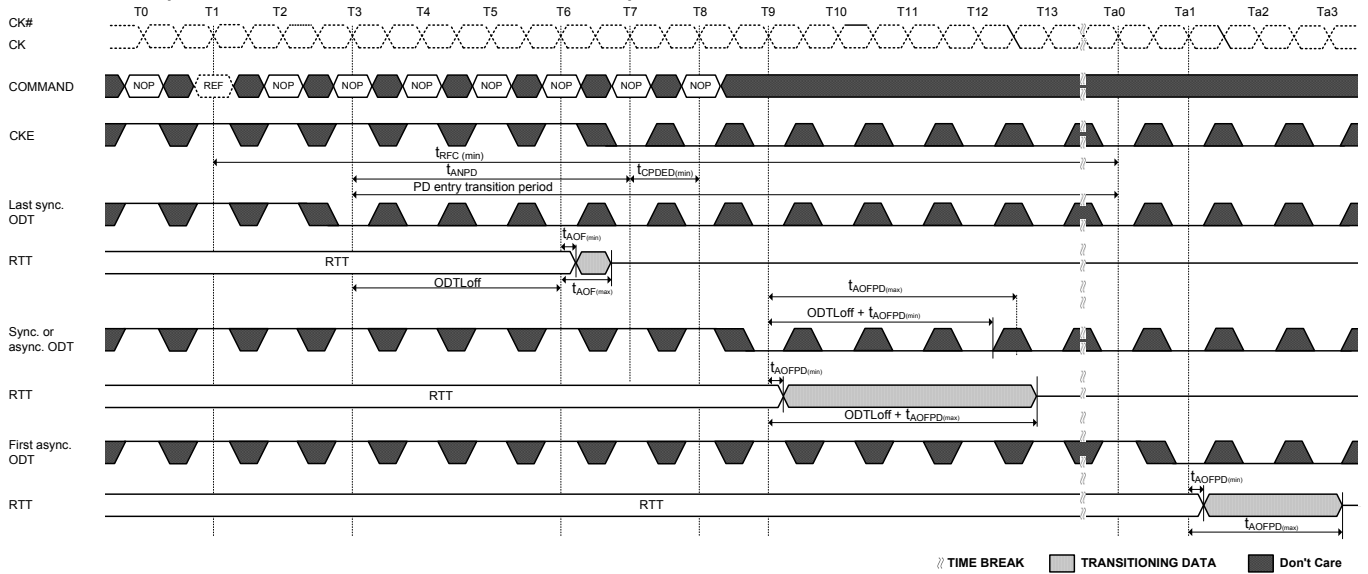 T0 T1 T2 T3 T4 T5 T6 T7 T8 T9 T10 T11 T12 T13 Ta0 Ta1 Ta2 Ta3
CK#
CK
COMMAND NOP REF NOP NOP NOP NOP NOP NOP NOP
CKE
tRFC (min)
tANPD tCPDED(min)
PD entry transition period
Last sync.
ODT
tAOF(min)
RTT RTT
ODTLoff tAOF(max)
tAOFPD(max)
ODTLoff + tAOFPD(min)
Sync. or
async. ODT
tAOFPD(min)
RTT RTT
ODTLoff + tAOFPD(max)
First async.
ODT
tAOFPD(min)
RTT RTT
tAOFPD(max)
TIME BREAK TRANSITIONING DATA Don't Care